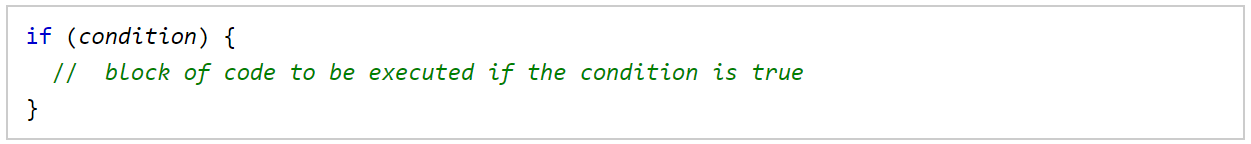 if (condition) {
  //  block of code to be executed if the condition is true
}